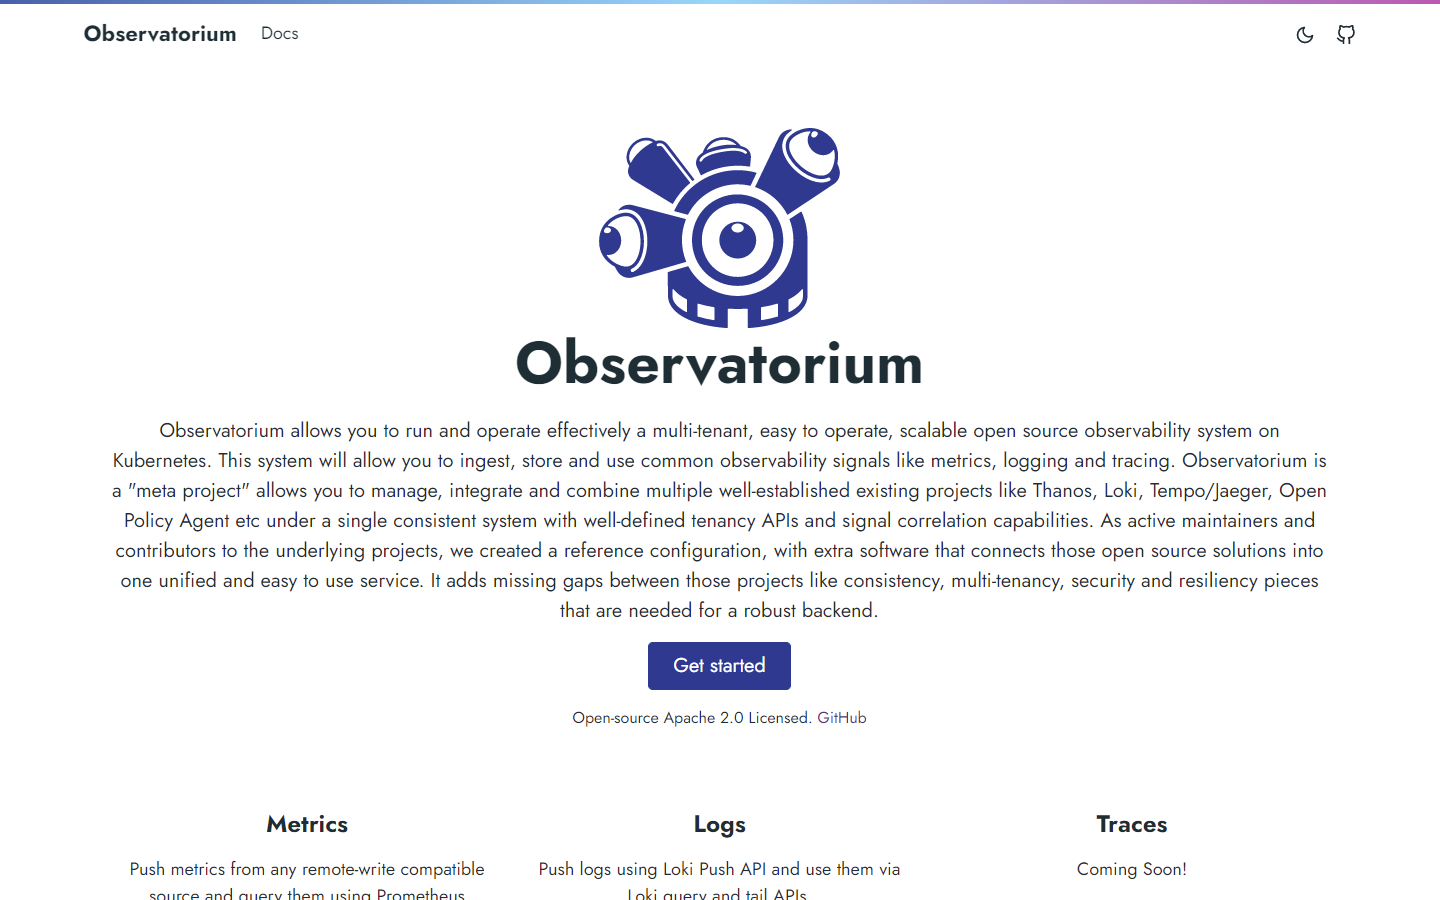 Observatorium Docs
Observatorium
Observatorium allows you to run and operate effectively a multi-tenant, easy to operate, scalable open source observability system on
Kubernetes. This system will allow you to ingest, store and use common observability signals like metrics, logging and tracing. Observatorium is
a "meta project" allows you to manage, integrate and combine multiple well-established existing projects like Thanos, Loki, Tempo/Jaeger, Open
Policy Agent etc under a single consistent system with well-defined tenancy APIs and signal correlation capabilities. As active maintainers and
contributors to the underlying projects, we created a reference configuration, with extra software that connects those open source solutions into
one unified and easy to use service. It adds missing gaps between those projects like consistency, multi-tenancy, security and resiliency pieces
that are needed for a robust backend.
Get started
Open-source Apache 2.0 Licensed. GitHub
Metrics
Push metrics from any remote-write compatible
source and query them using Prometheus
Logs
Push logs using Loki Push API and use them via
Loki query and tail APIs
Traces
Coming Soon!